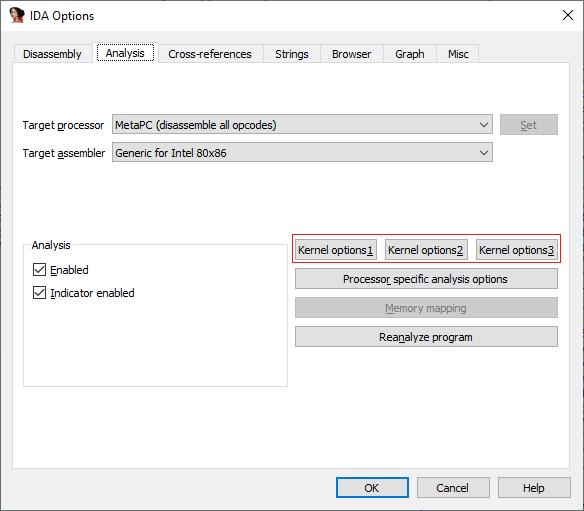 IDA Options
Disassembly Analysis Cross-references Strings Browser Graph Misc
Target processor MetaPC (disassemble all opcodes) Set
Target assembler Generic for Intel 80x86
Analysis
Enabled
Indicator enabled
Kernel options1 Kernel options2 Kernel options3
Processor specific analysis options
Memory mapping
Reanalyze program
OK Cancel Help